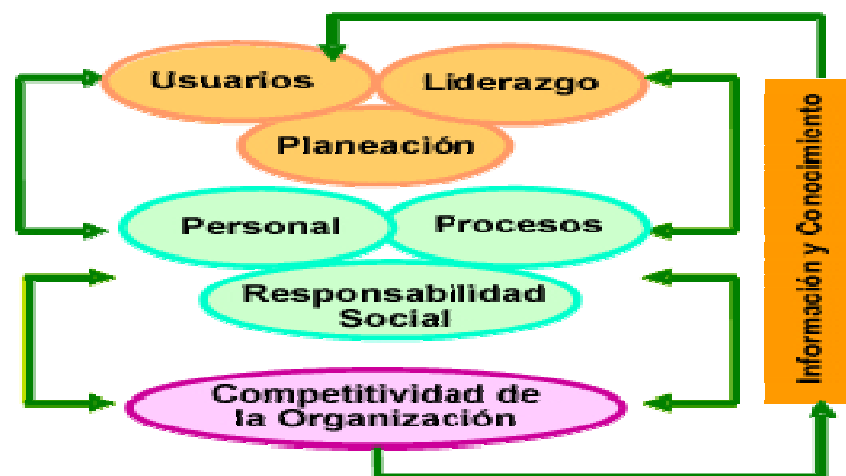 Usuarios
Liderazgo
Planeación
Personal
Procesos
Responsabilidad
Social
Competitividad de
la Organización
Información y Conocimiento